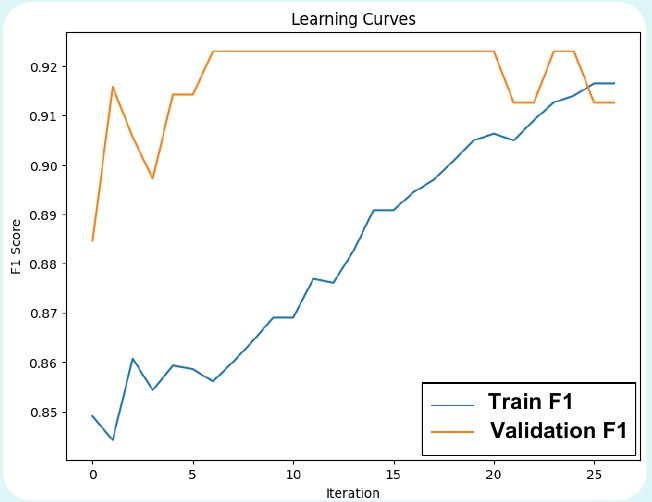 Learning Curves
0.92
0.91
0.90
0.89
0.88
0.87
0.86
0.85
F1 Score
Train F1
Validation F1
0 5 10 15 20 25
Iteration